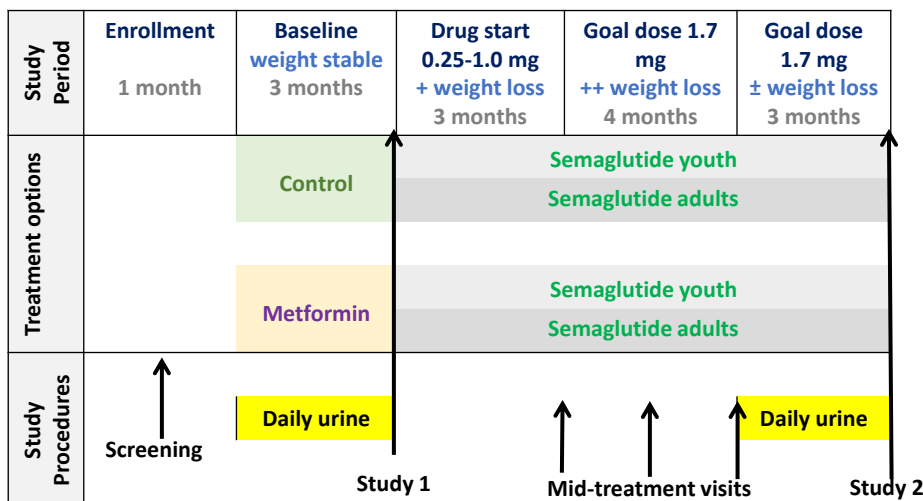 Study
Period
Enrollment
1 month
Baseline
weight stable
3 months
Drug start
0.25-1.0 mg
+ weight loss
3 months
Goal dose 1.7
mg
++ weight loss
4 months
Goal dose
1.7 mg
± weight loss
3 months
Treatment options
Control
Semaglutide youth
Semaglutide adults
Metformin
Semaglutide youth
Semaglutide adults
Study
Procedures
Screening
Daily urine
Study 1
Mid-treatment visits
Daily urine
Study 2